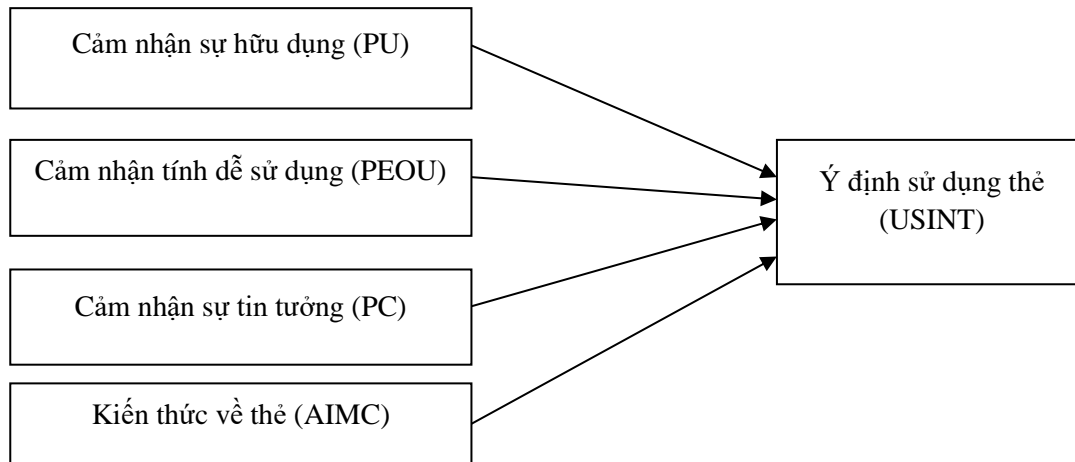 Cảm nhận sự hữu dụng (PU)
Cảm nhận tính dễ sử dụng (PEOU)
Cảm nhận sự tin tưởng (PC)
Kiến thức về thẻ (AIMC)
Ý định sử dụng thẻ
(USINT)